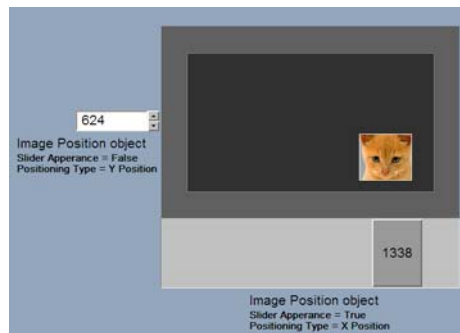 624
Image Position object
Slider Apperance = False
Positioning Type = Y Position
1338
Image Position object
Slider Apperance = True
Positioning Type = X Position